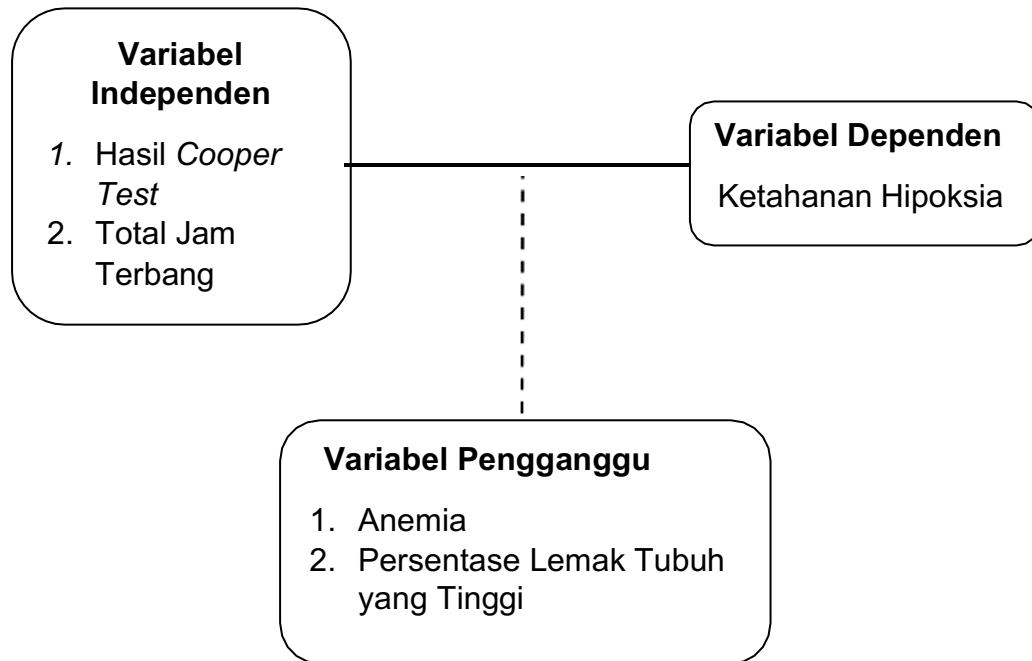 Variabel
Independen
1. Hasil Cooper
Test
2. Total Jam
Terbang
Variabel Dependen
Ketahanan Hipoksia
Variabel Pengganggu
1. Anemia
2. Persentase Lemak Tubuh
yang Tinggi